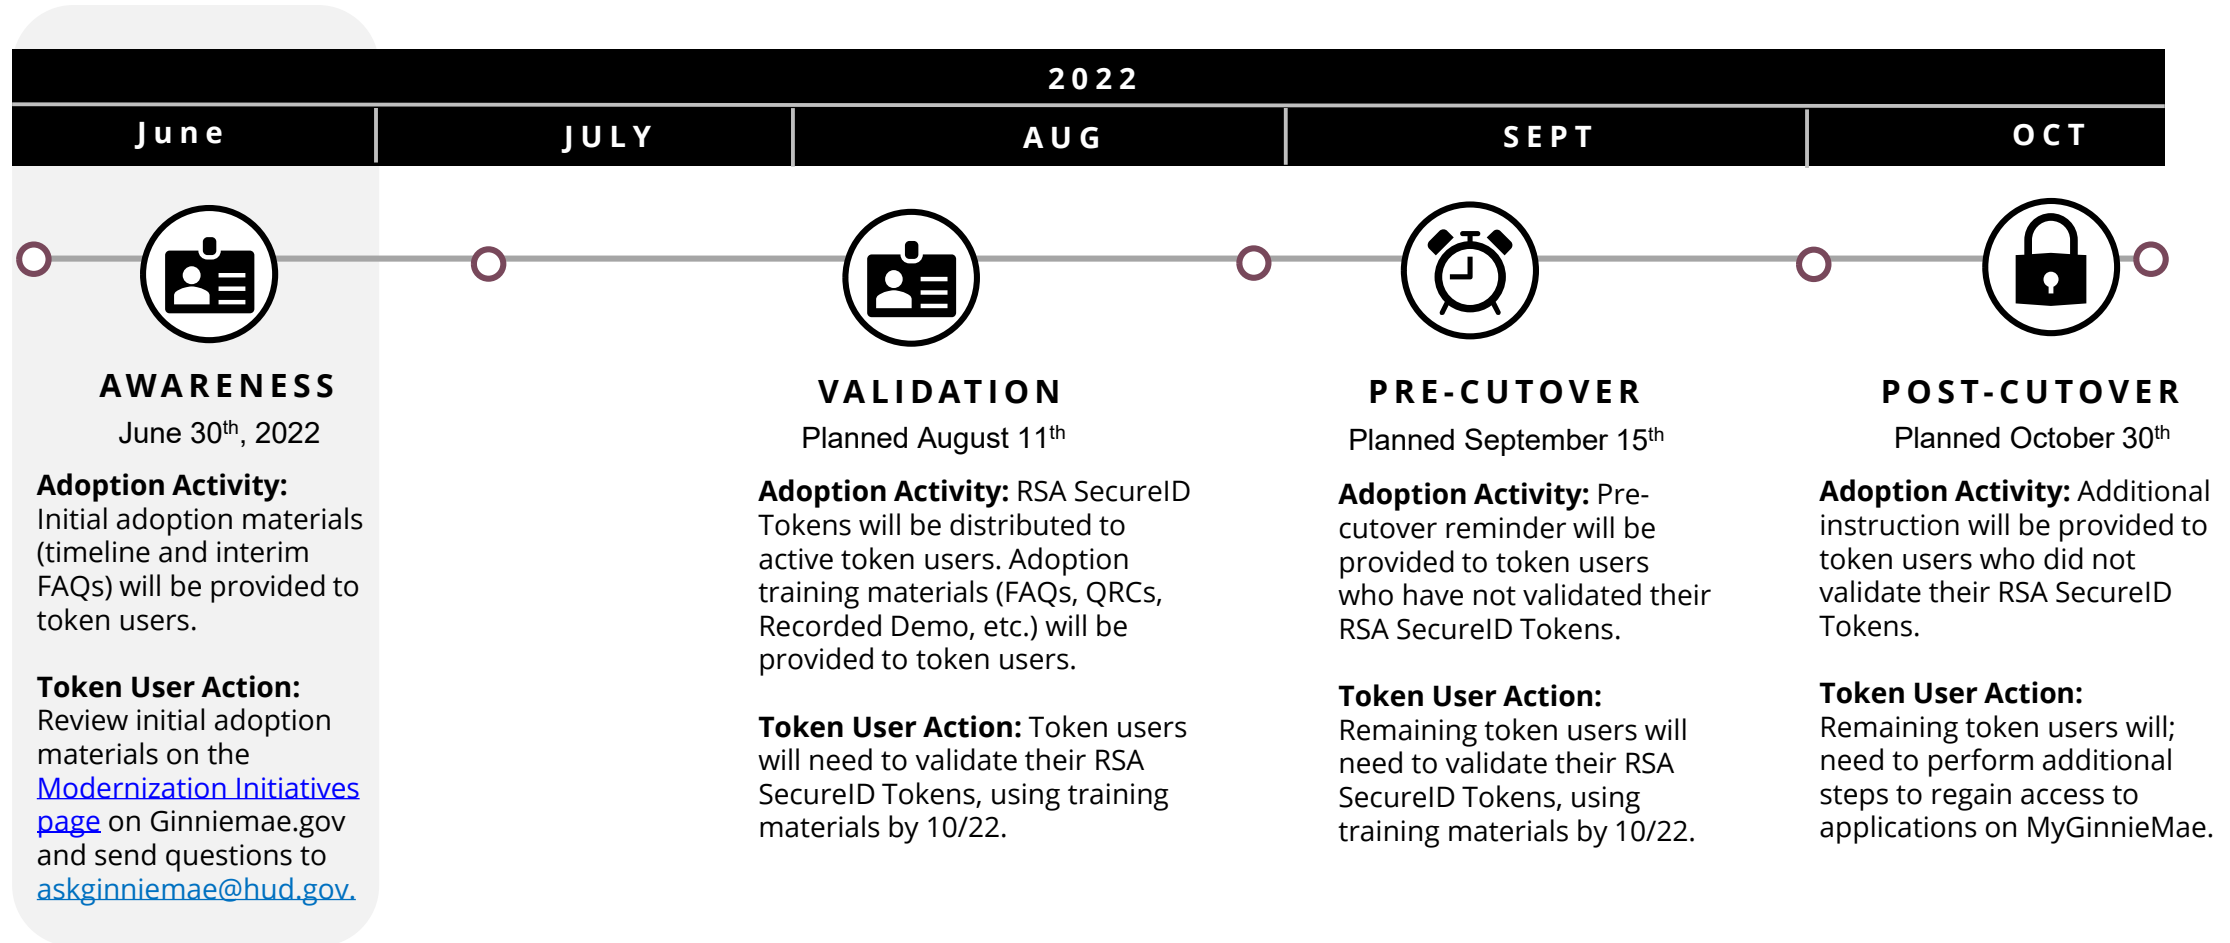 2022
June
JULY
AUG
SEPT
OCT
AWARENESS
June 30th, 2022
Adoption Activity:
Initial adoption materials
(timeline and interim
FAQs) will be provided to
token users.
Token User Action:
Review initial adoption
materials on the
Modernization Initiatives
page on Ginniemae.gov
and send questions to
askginniemae@hud.gov.
VALIDATION
Planned August 11th
Adoption Activity: RSA SecureID
Tokens will be distributed to
active token users. Adoption
training materials (FAQs, QRCs,
Recorded Demo, etc.) will be
provided to token users.
Token User Action: Token users
will need to validate their RSA
SecureID Tokens, using training
materials by 10/22.
PRE-CUTOVER
Planned September 15th
Adoption Activity: Pre-
cutover reminder will be
provided to token users
who have not validated their
RSA SecureID Tokens.
Token User Action:
Remaining token users will
need to validate their RSA
SecureID Tokens, using
training materials by 10/22.
POST-CUTOVER
Planned October 30th
Adoption Activity: Additional
instruction will be provided to
token users who did not
validate their RSA SecureID
Tokens.
Token User Action:
Remaining token users will;
need to perform additional
steps to regain access to
applications on MyGinnieMae.